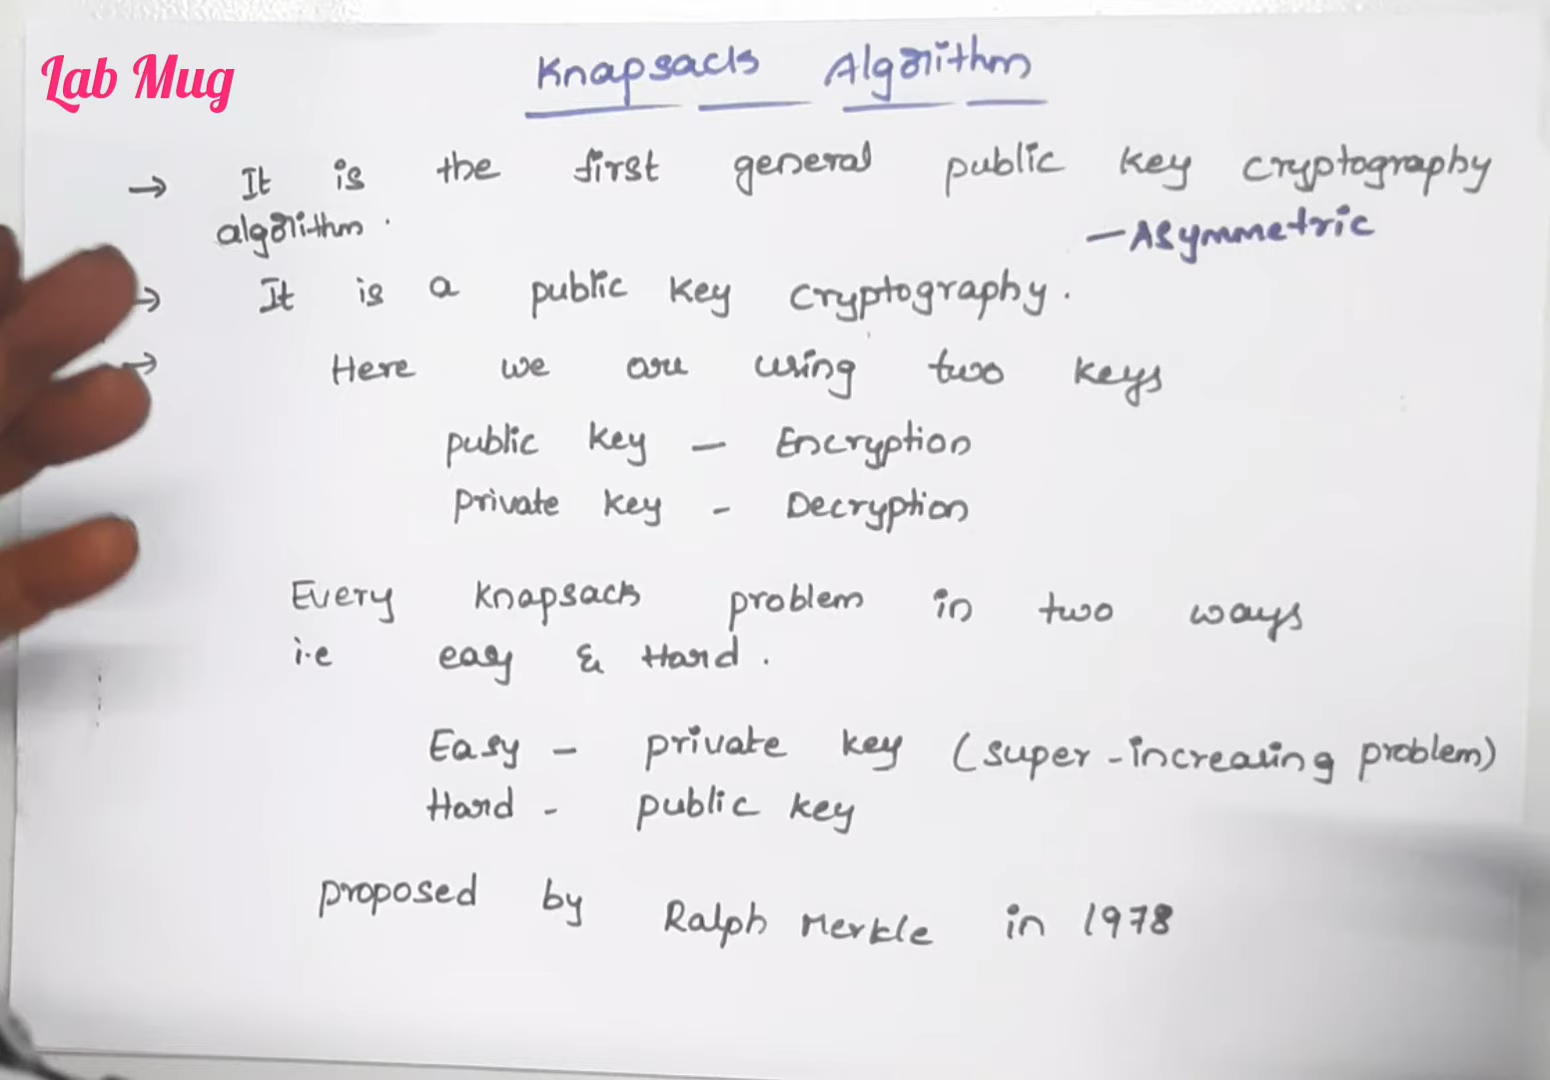 Lab Mug
Knapsack Algorithm
→ It is the first general public key cryptography
algorithm.
- Asymmetric
→ It is a public key cryptography.
→ Here we are using two keys
public key - Encryption
private key - Decryption
Every knapsack problem in two ways
i.e easy & Hard.
Easy - private key (super-increasing problem)
Hard - public key
proposed by Ralph Merkle in 1978